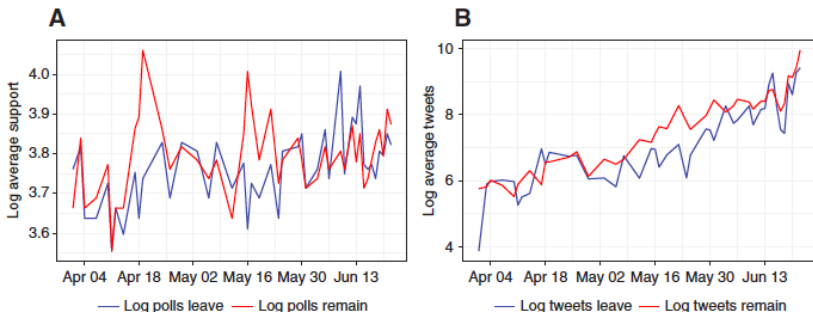 A
B
Log average support
4.0
3.9
3.8
3.7
3.6
Apr 04 Apr 18 May 02 May 16 May 30 Jun 13
Log polls leave Log polls remain
Log average tweets
10
8
6
4
Apr 04 Apr 18 May 02 May 16 May 30 Jun 13
Log tweets leave Log tweets remain